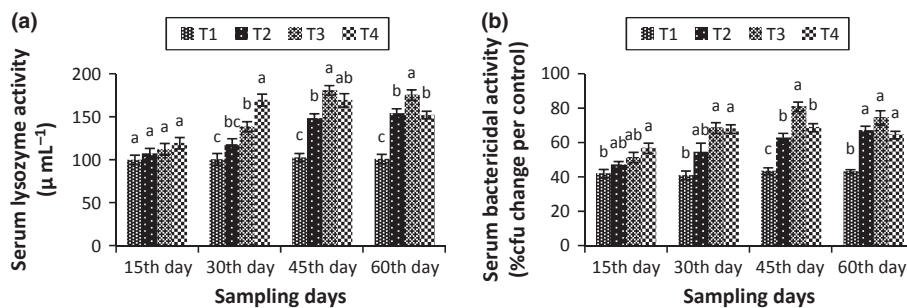 (a)
T1 T2 T3 T4
Serum lysozyme activity
(μ mL⁻¹)
200
150
100
50
0
a a a a
c bc b a
c b a ab
c b a b
15th day 30th day 45th day 60th day
Sampling days
(b)
T1 T2 T3 T4
Serum bactericidal activity
(%cfu change per control)
100
80
60
40
20
0
b ab ab a
b ab a a
c b a b
b a a a
15th day 30th day 45th day 60th day
Sampling days